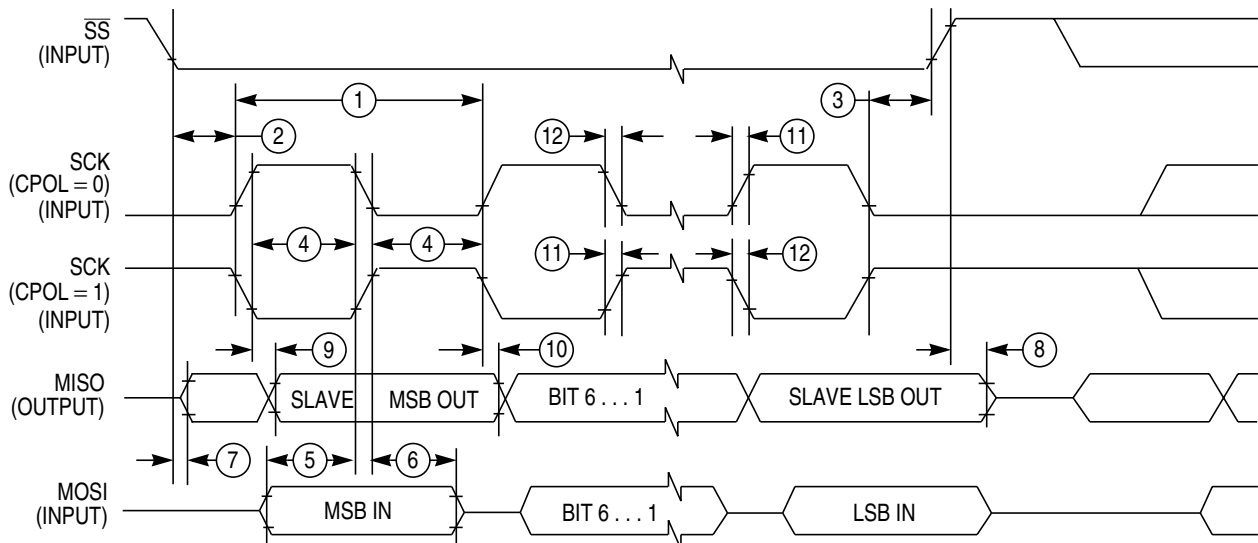 SS
(INPUT)
1
3
2
12
11
SCK
(CPOL = 0)
(INPUT)
4
4
11
12
SCK
(CPOL = 1)
(INPUT)
9
10
8
MISO
(OUTPUT)
SLAVE
MSB OUT
BIT 6 . . . 1
SLAVE LSB OUT
7
5
6
MOSI
(INPUT)
MSB IN
BIT 6 . . . 1
LSB IN